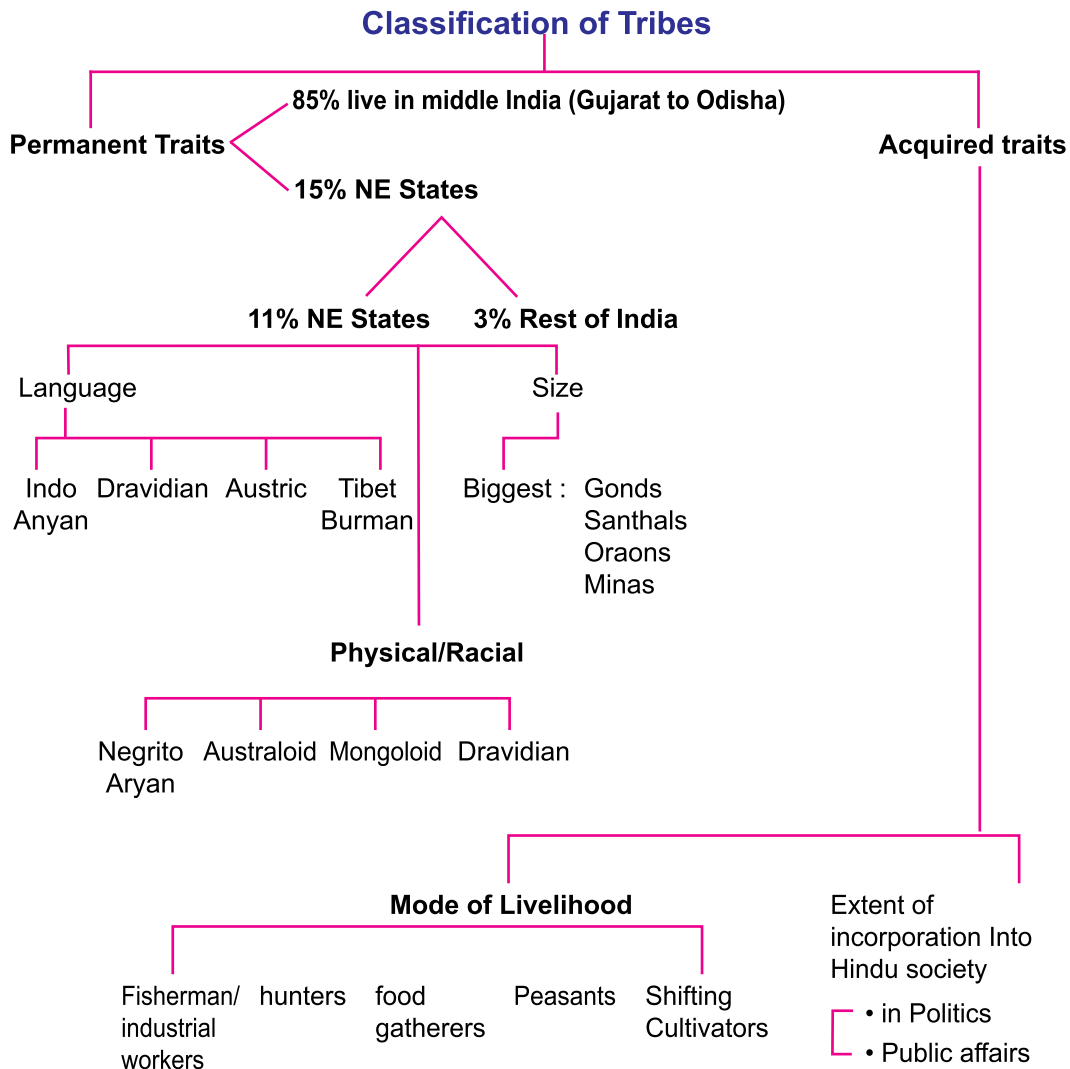 Classification of Tribes
85% live in middle India (Gujarat to Odisha)
Permanent Traits
Acquired traits
15% NE States
11% NE States
3% Rest of India
Language
Size
Indo
Anyan
Dravidian
Austric
Tibet
Burman
Biggest :
Gonds
Santhals
Oraons
Minas
Physical/Racial
Negrito
Aryan
Australoid
Mongoloid
Dravidian
Mode of Livelihood
Extent of
incorporation Into
Hindu society
Fisherman/
industrial
workers
hunters
food
gatherers
Peasants
Shifting
Cultivators
• in Politics
• Public affairs